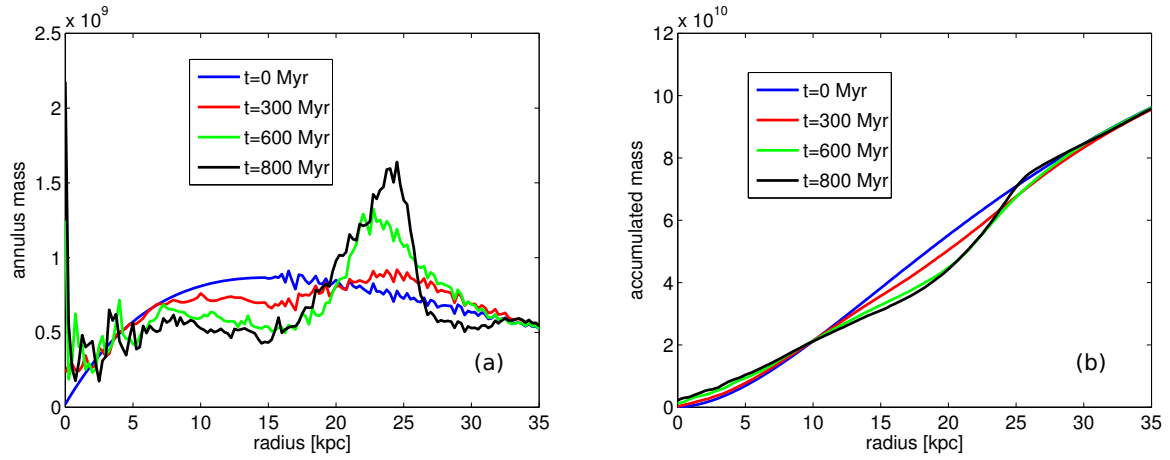 x 10^9
2.5
2
1.5
1
0.5
0
annulus mass
t=0 Myr
t=300 Myr
t=600 Myr
t=800 Myr
(a)
0 5 10 15 20 25 30 35
radius [kpc]
x 10^10
12
10
8
6
4
2
0
accumulated mass
t=0 Myr
t=300 Myr
t=600 Myr
t=800 Myr
(b)
0 5 10 15 20 25 30 35
radius [kpc]